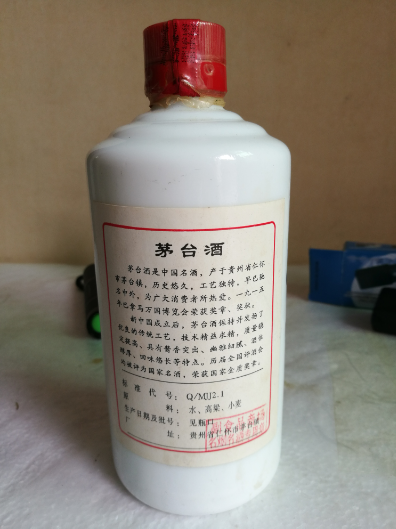 茅台酒
茅台酒是中国名酒，产于贵州省仁怀
市茅台镇，历史悠久，工艺独特，早已驰
名中外，为广大消费者所热爱。一九一五
年巴拿马万国博览会荣获奖章、奖状。
新中国成立后，茅台酒保持并发扬了
优良的传统工艺，技术精益求精，质量稳
定提高，具有酱香突出、幽雅细腻、酒体
醇厚、回味悠长等特点。历届全国评酒会
均被评为国家名酒，荣获国家金质奖章。
标准代号：Q/MJJ2.1
原料：水、高粱、小麦
生产日期及批号：见瓶口
厂址：贵州省仁怀市茅台镇